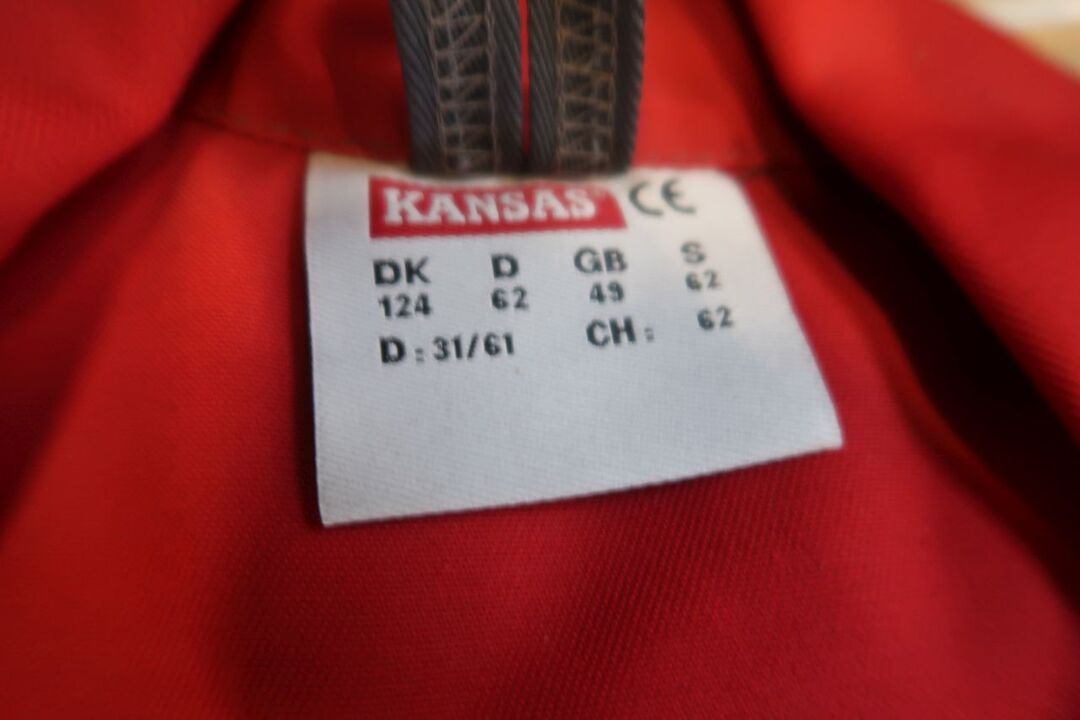 KANSAS® CE
DK D GB S
124 62 49 62
D : 31/61 CH : 62